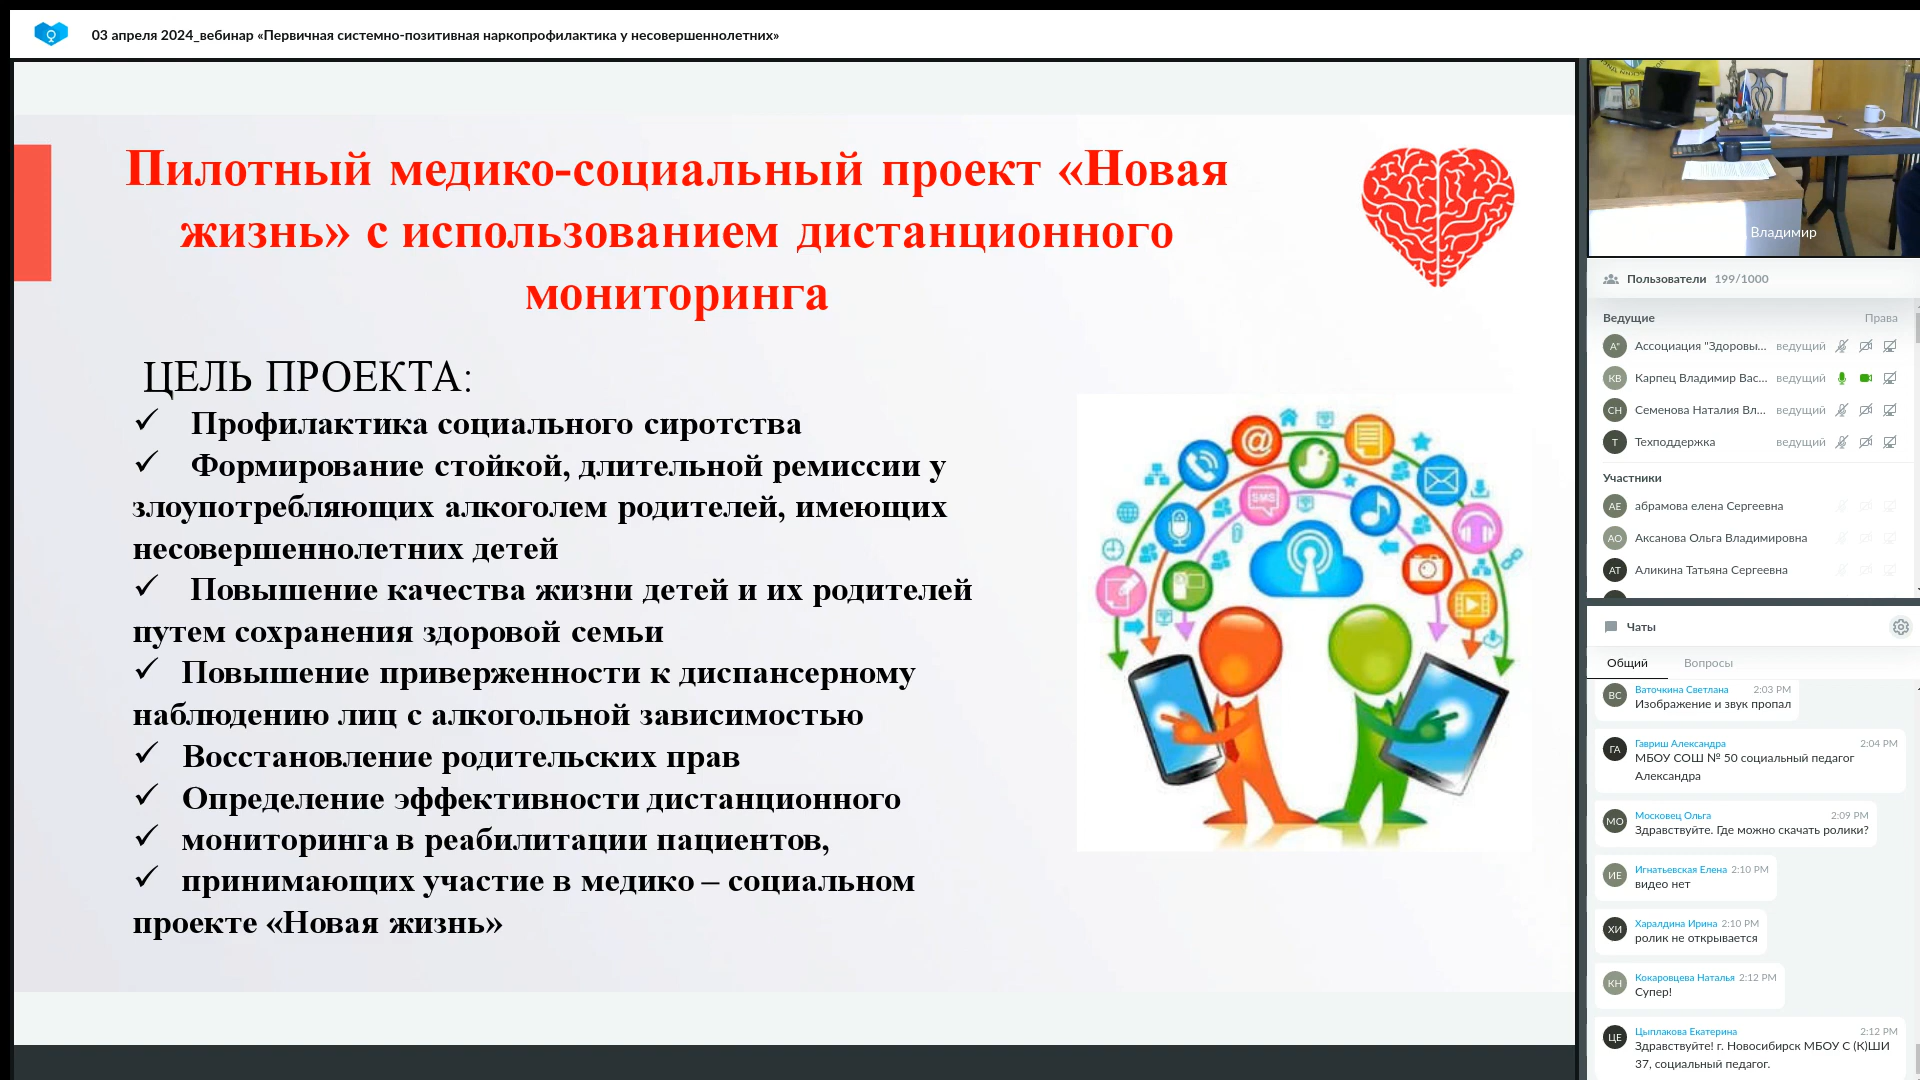 03 апреля 2024_вебинар «Первичная системно-позитивная наркопрофилактика у несовершеннолетних»
Пилотный медико-социальный проект «Новая
жизнь» с использованием дистанционного
мониторинга
ЦЕЛЬ ПРОЕКТА:
✓ Профилактика социального сиротства
✓ Формирование стойкой, длительной ремиссии у
злоупотребляющих алкоголем родителей, имеющих
несовершеннолетних детей
✓ Повышение качества жизни детей и их родителей
путем сохранения здоровой семьи
✓ Повышение приверженности к диспансерному
наблюдению лиц с алкогольной зависимостью
✓ Восстановление родительских прав
✓ Определение эффективности дистанционного
✓ мониторинга в реабилитации пациентов,
✓ принимающих участие в медико – социальном
проекте «Новая жизнь»
@
SMS
Владимир
Пользователи 199/1000
Ведущие Права
А" Ассоциация "Здоровы... ведущий
КВ Карпец Владимир Вас... ведущий
СН Семенова Наталия Вл... ведущий
Т Техподдержка ведущий
Участники
АЕ абрамова елена Сергеевна
АО Аксанова Ольга Владимировна
АТ Аликина Татьяна Сергеевна
Чаты
Общий Вопросы
ВС Ваточкина Светлана 2:03 PM
Изображение и звук пропал
ГА Гавриш Александра 2:04 PM
МБОУ СОШ № 50 социальный педагог
Александра
МО Московец Ольга 2:09 PM
Здравствуйте. Где можно скачать ролики?
ИЕ Игнатьевская Елена 2:10 PM
видео нет
ХИ Харалдина Ирина 2:10 PM
ролик не открывается
КН Кокаровцева Наталья 2:12 PM
Супер!
ЦЕ Цыплакова Екатерина 2:12 PM
Здравствуйте! г. Новосибирск МБОУ С (К)ШИ
37, социальный педагог.